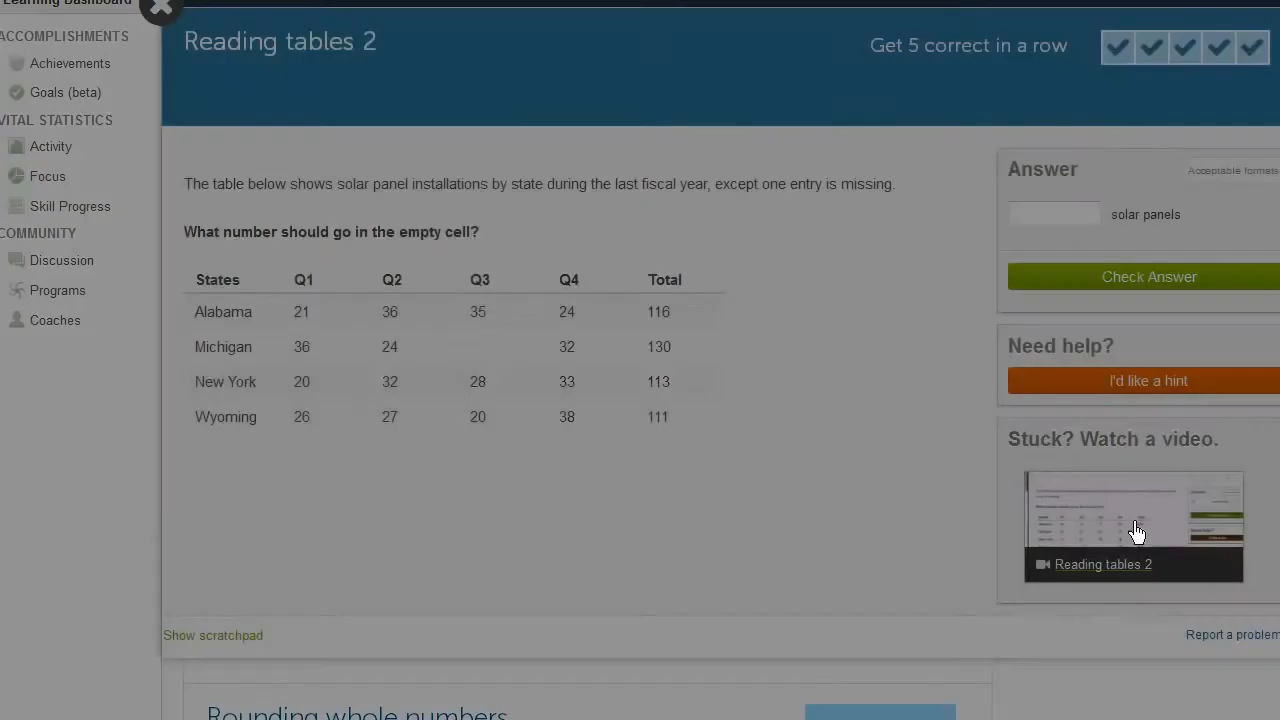 Learning Dashboard
ACCOMPLISHMENTS
Achievements
Goals (beta)
VITAL STATISTICS
Activity
Focus
Skill Progress
COMMUNITY
Discussion
Programs
Coaches
Reading tables 2
Get 5 correct in a row
The table below shows solar panel installations by state during the last fiscal year, except one entry is missing.
What number should go in the empty cell?
States Q1 Q2 Q3 Q4 Total
Alabama 21 36 35 24 116
Michigan 36 24 32 130
New York 20 32 28 33 113
Wyoming 26 27 20 38 111
Answer
Acceptable formats
solar panels
Check Answer
Need help?
I'd like a hint
Stuck? Watch a video.
Reading tables 2
Show scratchpad
Report a problem
Rounding whole numbers